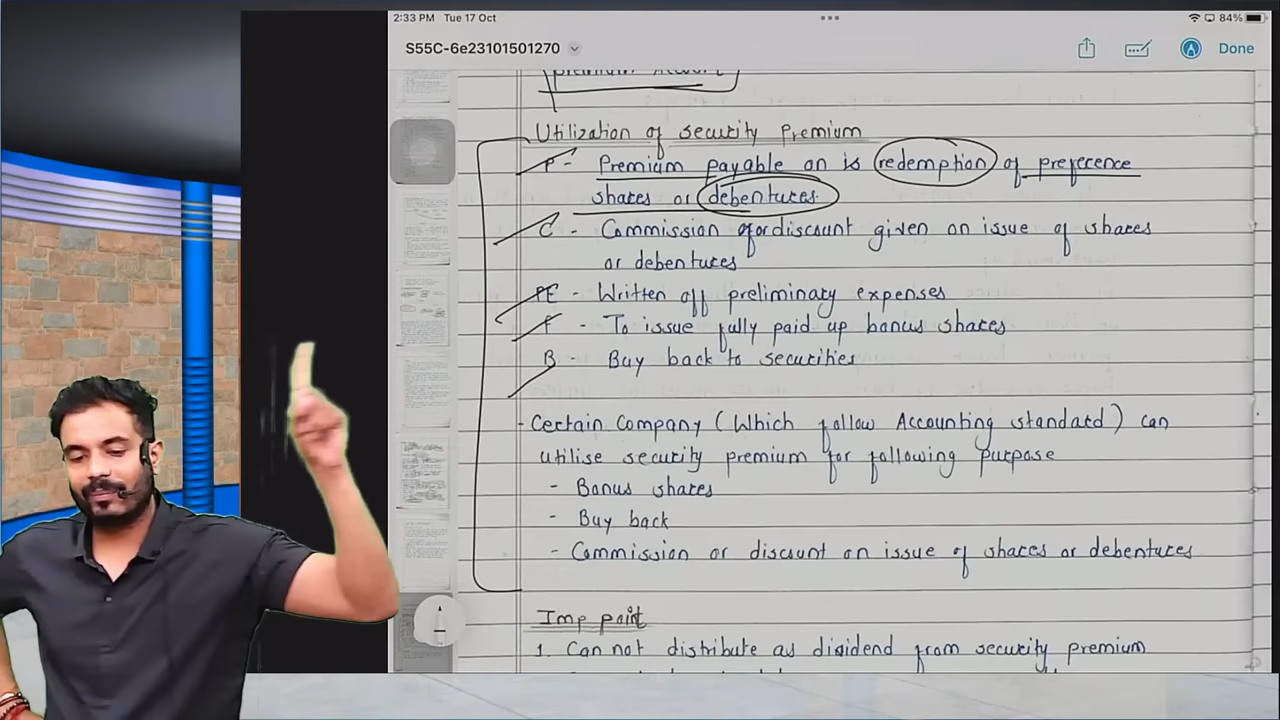 2:33 PM Tue 17 Oct
84%
S55C-6e23101501270
Done
premium Account
Utilization of security Premium
P - Premium payable on is redemption of preference
shares or debentures.
C - Commission or discount given on issue of shares
or debentures
PE - Written off preliminary expenses
F - To issue fully paid up bonus shares
B - Buy back to securities
- Certain Company (Which follow Accounting standard) can
utilise security premium for following purpose
- Bonus shares
- Buy back
- Commission or discount on issue of shares or debentures
Imp point
1. Can not distribute as dividend from security premium